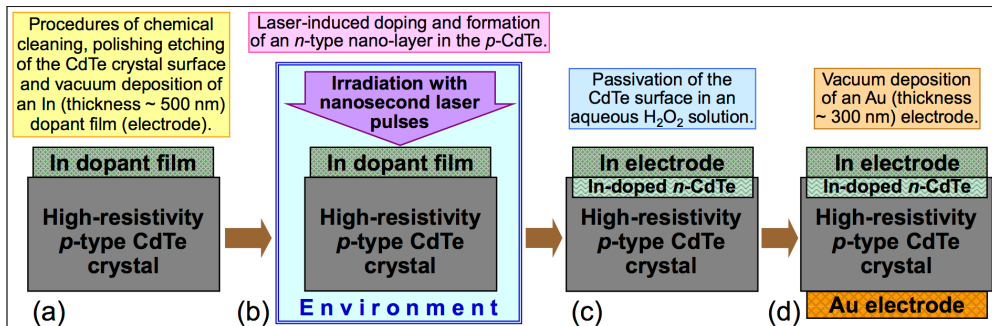 Procedures of chemical
cleaning, polishing etching
of the CdTe crystal surface
and vacuum deposition of
an In (thickness ~ 500 nm)
dopant film (electrode).
In dopant film
High-resistivity
p-type CdTe
crystal
(a)
Laser-induced doping and formation
of an n-type nano-layer in the p-CdTe.
Irradiation with
nanosecond laser
pulses
In dopant film
High-resistivity
p-type CdTe
crystal
Environment
(b)
Passivation of the
CdTe surface in an
aqueous H₂O₂ solution.
In electrode
In-doped n-CdTe
High-resistivity
p-type CdTe
crystal
(c)
Vacuum deposition
of an Au (thickness
~ 300 nm) electrode.
In electrode
In-doped n-CdTe
High-resistivity
p-type CdTe
crystal
(d)
Au electrode